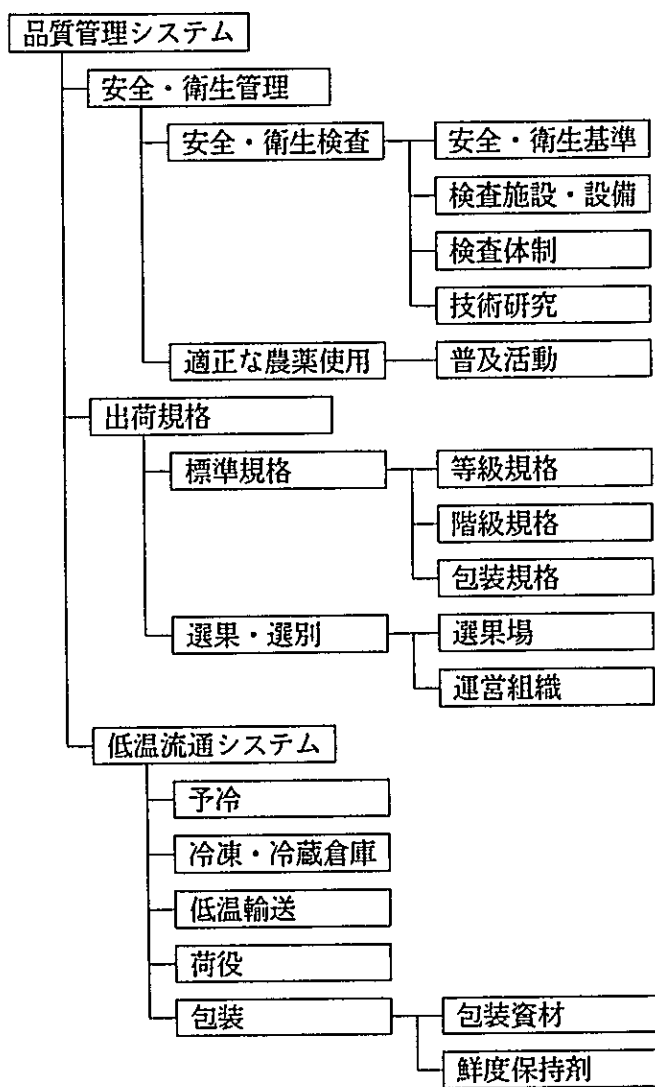 品質管理システム
安全・衛生管理
安全・衛生検査
安全・衛生基準
検査施設・設備
検査体制
技術研究
適正な農薬使用
普及活動
出荷規格
標準規格
等級規格
階級規格
包装規格
選果・選別
選果場
運営組織
低温流通システム
予冷
冷凍・冷蔵倉庫
低温輸送
荷役
包装
包装資材
鮮度保持剤